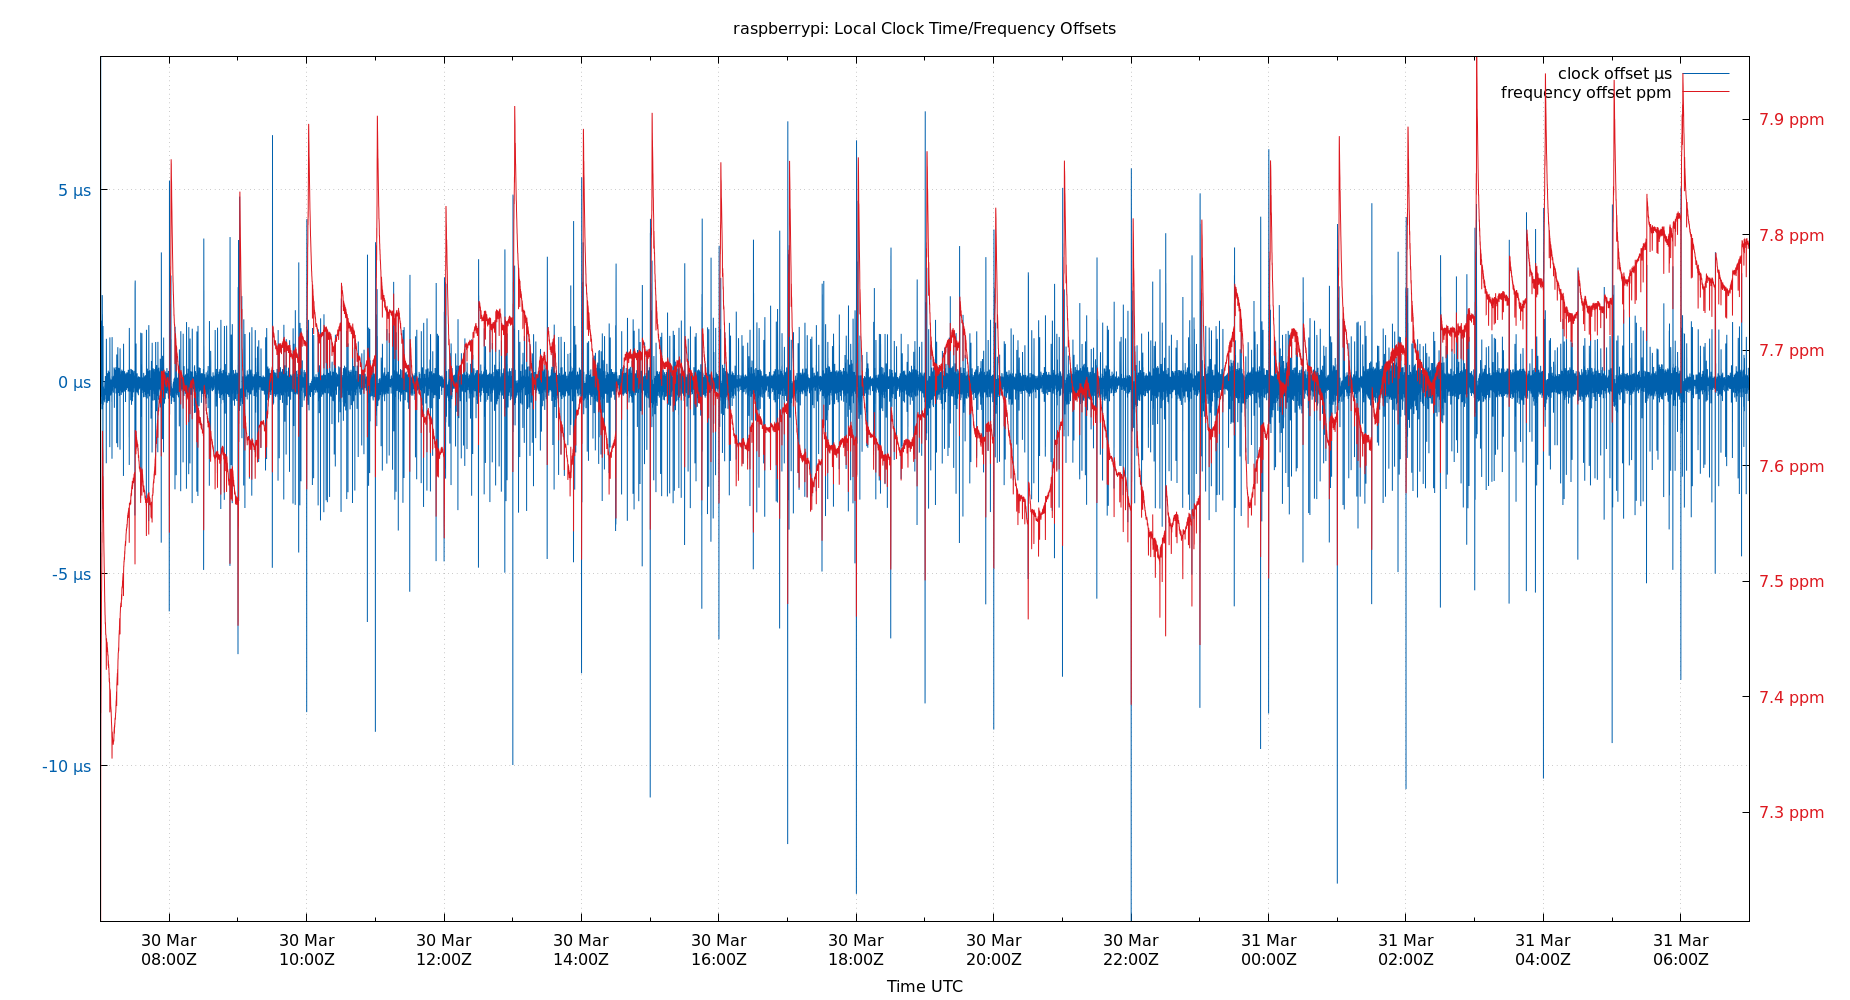 raspberrypi: Local Clock Time/Frequency Offsets
clock offset µs
frequency offset ppm
5 µs
0 µs
-5 µs
-10 µs
7.9 ppm
7.8 ppm
7.7 ppm
7.6 ppm
7.5 ppm
7.4 ppm
7.3 ppm
30 Mar 30 Mar 30 Mar 30 Mar 30 Mar 30 Mar 30 Mar 30 Mar 31 Mar 31 Mar 31 Mar 31 Mar
08:00Z 10:00Z 12:00Z 14:00Z 16:00Z 18:00Z 20:00Z 22:00Z 00:00Z 02:00Z 04:00Z 06:00Z
Time UTC